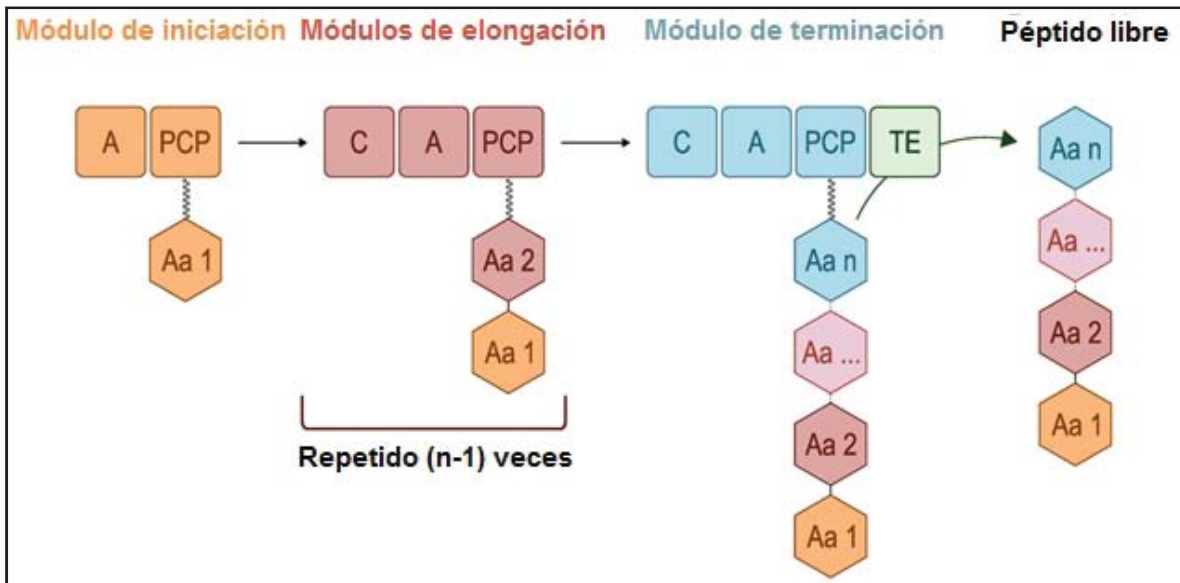 Módulo de iniciación
Módulos de elongación
Módulo de terminación
Péptido libre
A
PCP
C
A
PCP
C
A
PCP
TE
Aa 1
Aa 2
Aa 1
Aa n
Aa ...
Aa 2
Aa 1
Aa n
Aa ...
Aa 2
Aa 1
Repetido (n-1) veces